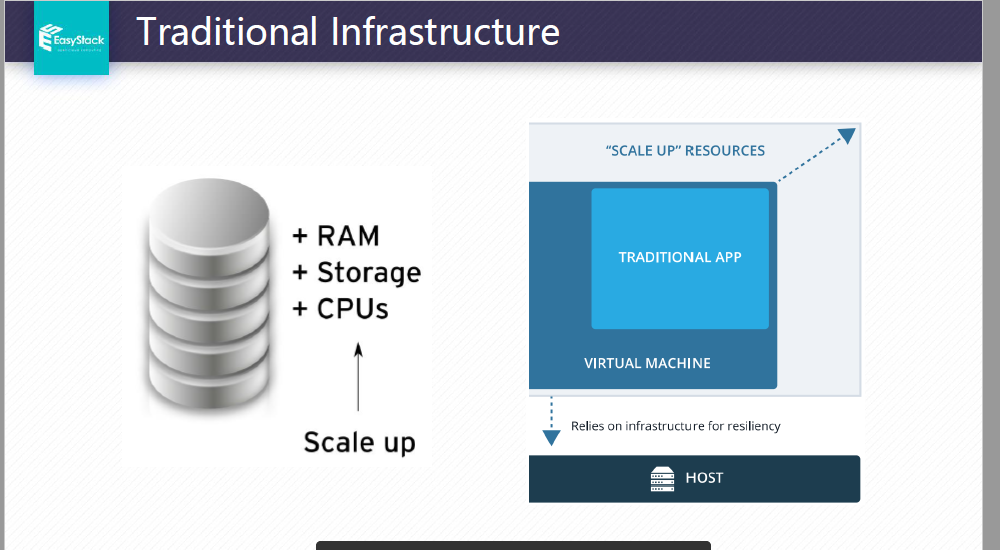 EasyStack
Traditional Infrastructure
+ RAM
+ Storage
+ CPUs
Scale up
“SCALE UP” RESOURCES
TRADITIONAL APP
VIRTUAL MACHINE
Relies on infrastructure for resiliency
HOST